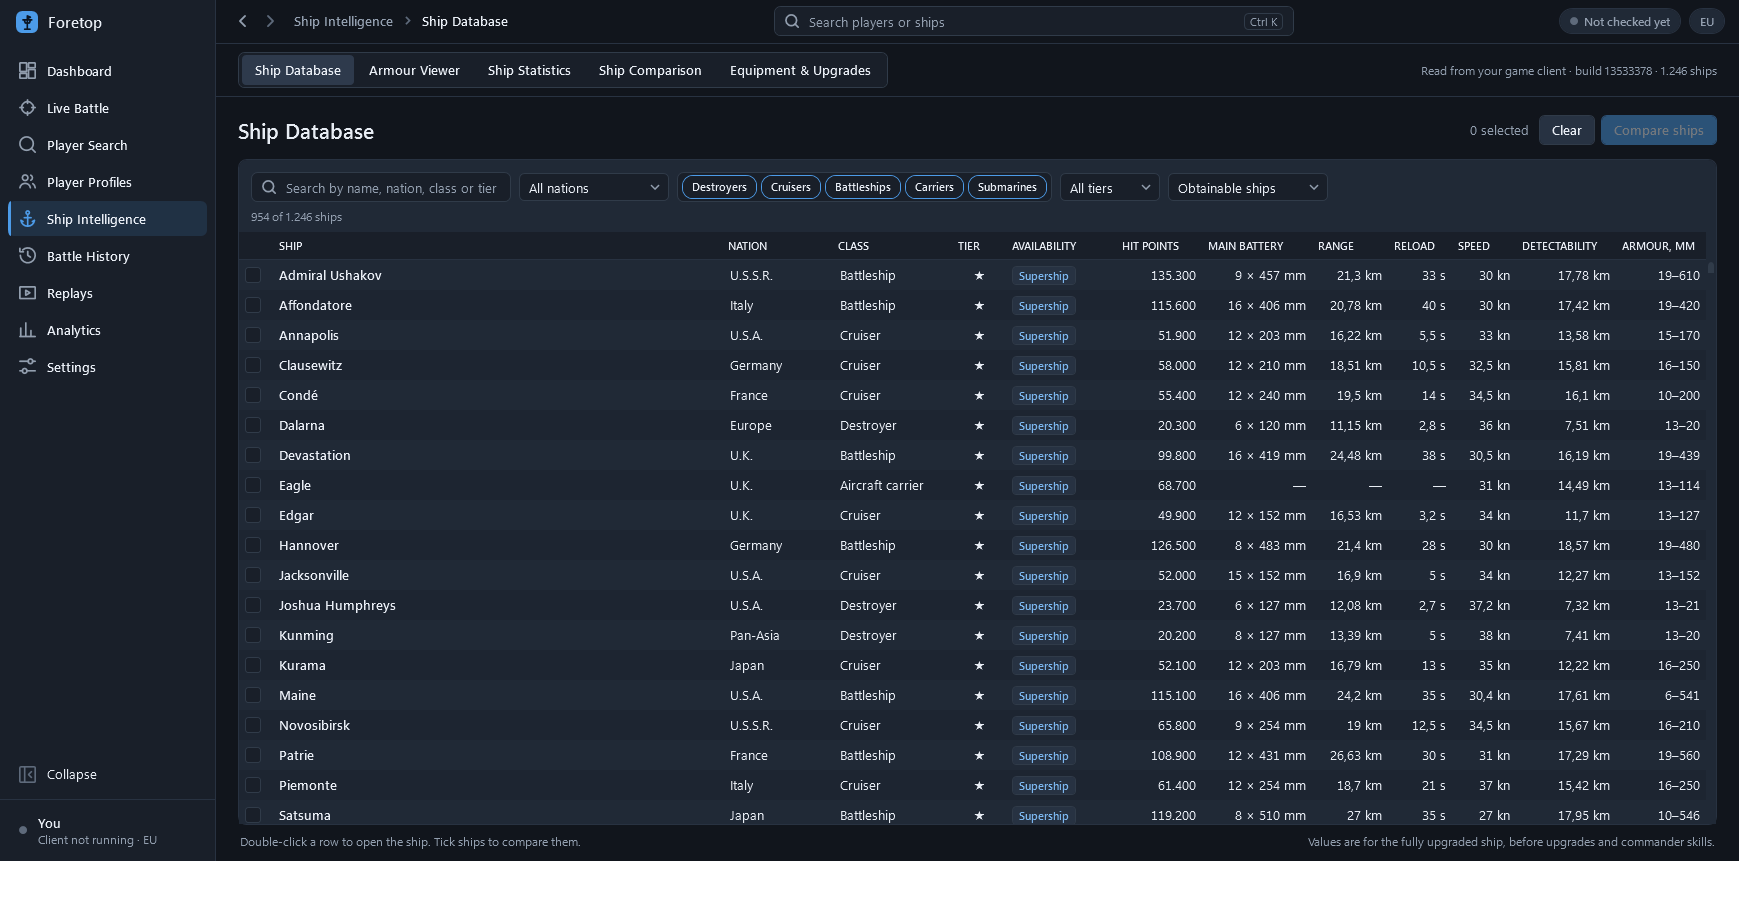 Foretop
Ship Intelligence > Ship Database
Search players or ships Ctrl K
Not checked yet
EU
Dashboard
Live Battle
Player Search
Player Profiles
Ship Intelligence
Battle History
Replays
Analytics
Settings
Collapse
You
Client not running · EU
Ship Database Armour Viewer Ship Statistics Ship Comparison Equipment & Upgrades
Read from your game client · build 13533378 · 1.246 ships
Ship Database
0 selected Clear Compare ships
Search by name, nation, class or tier All nations Destroyers Cruisers Battleships Carriers Submarines All tiers Obtainable ships
954 of 1.246 ships
SHIP NATION CLASS TIER AVAILABILITY HIT POINTS MAIN BATTERY RANGE RELOAD SPEED DETECTABILITY ARMOUR, MM
Admiral Ushakov U.S.S.R. Battleship ★ Supership 135.300 9 × 457 mm 21,3 km 33 s 30 kn 17,78 km 19–610
Affondatore Italy Battleship ★ Supership 115.600 16 × 406 mm 20,78 km 40 s 30 kn 17,42 km 19–420
Annapolis U.S.A. Cruiser ★ Supership 51.900 12 × 203 mm 16,22 km 5,5 s 33 kn 13,58 km 15–170
Clausewitz Germany Cruiser ★ Supership 58.000 12 × 210 mm 18,51 km 10,5 s 32,5 kn 15,81 km 16–150
Condé France Cruiser ★ Supership 55.400 12 × 240 mm 19,5 km 14 s 34,5 kn 16,1 km 10–200
Dalarna Europe Destroyer ★ Supership 20.300 6 × 120 mm 11,15 km 2,8 s 36 kn 7,51 km 13–20
Devastation U.K. Battleship ★ Supership 99.800 16 × 419 mm 24,48 km 38 s 30,5 kn 16,19 km 19–439
Eagle U.K. Aircraft carrier ★ Supership 68.700 — — — 31 kn 14,49 km 13–114
Edgar U.K. Cruiser ★ Supership 49.900 12 × 152 mm 16,53 km 3,2 s 34 kn 11,7 km 13–127
Hannover Germany Battleship ★ Supership 126.500 8 × 483 mm 21,4 km 28 s 30 kn 18,57 km 19–480
Jacksonville U.S.A. Cruiser ★ Supership 52.000 15 × 152 mm 16,9 km 5 s 34 kn 12,27 km 13–152
Joshua Humphreys U.S.A. Destroyer ★ Supership 23.700 6 × 127 mm 12,08 km 2,7 s 37,2 kn 7,32 km 13–21
Kunming Pan-Asia Destroyer ★ Supership 20.200 8 × 127 mm 13,39 km 5 s 38 kn 7,41 km 13–20
Kurama Japan Cruiser ★ Supership 52.100 12 × 203 mm 16,79 km 13 s 35 kn 12,22 km 16–250
Maine U.S.A. Battleship ★ Supership 115.100 16 × 406 mm 24,2 km 35 s 30,4 kn 17,61 km 6–541
Novosibirsk U.S.S.R. Cruiser ★ Supership 65.800 9 × 254 mm 19 km 12,5 s 34,5 kn 15,67 km 16–210
Patrie France Battleship ★ Supership 108.900 12 × 431 mm 26,63 km 30 s 31 kn 17,29 km 19–560
Piemonte Italy Cruiser ★ Supership 61.400 12 × 254 mm 18,7 km 21 s 37 kn 15,42 km 16–250
Satsuma Japan Battleship ★ Supership 119.200 8 × 510 mm 27 km 35 s 27 kn 17,95 km 10–546
Double-click a row to open the ship. Tick ships to compare them.
Values are for the fully upgraded ship, before upgrades and commander skills.